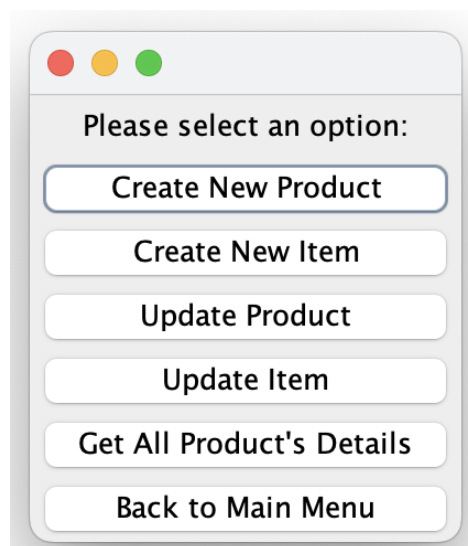 Please select an option:
Create New Product
Create New Item
Update Product
Update Item
Get All Product's Details
Back to Main Menu